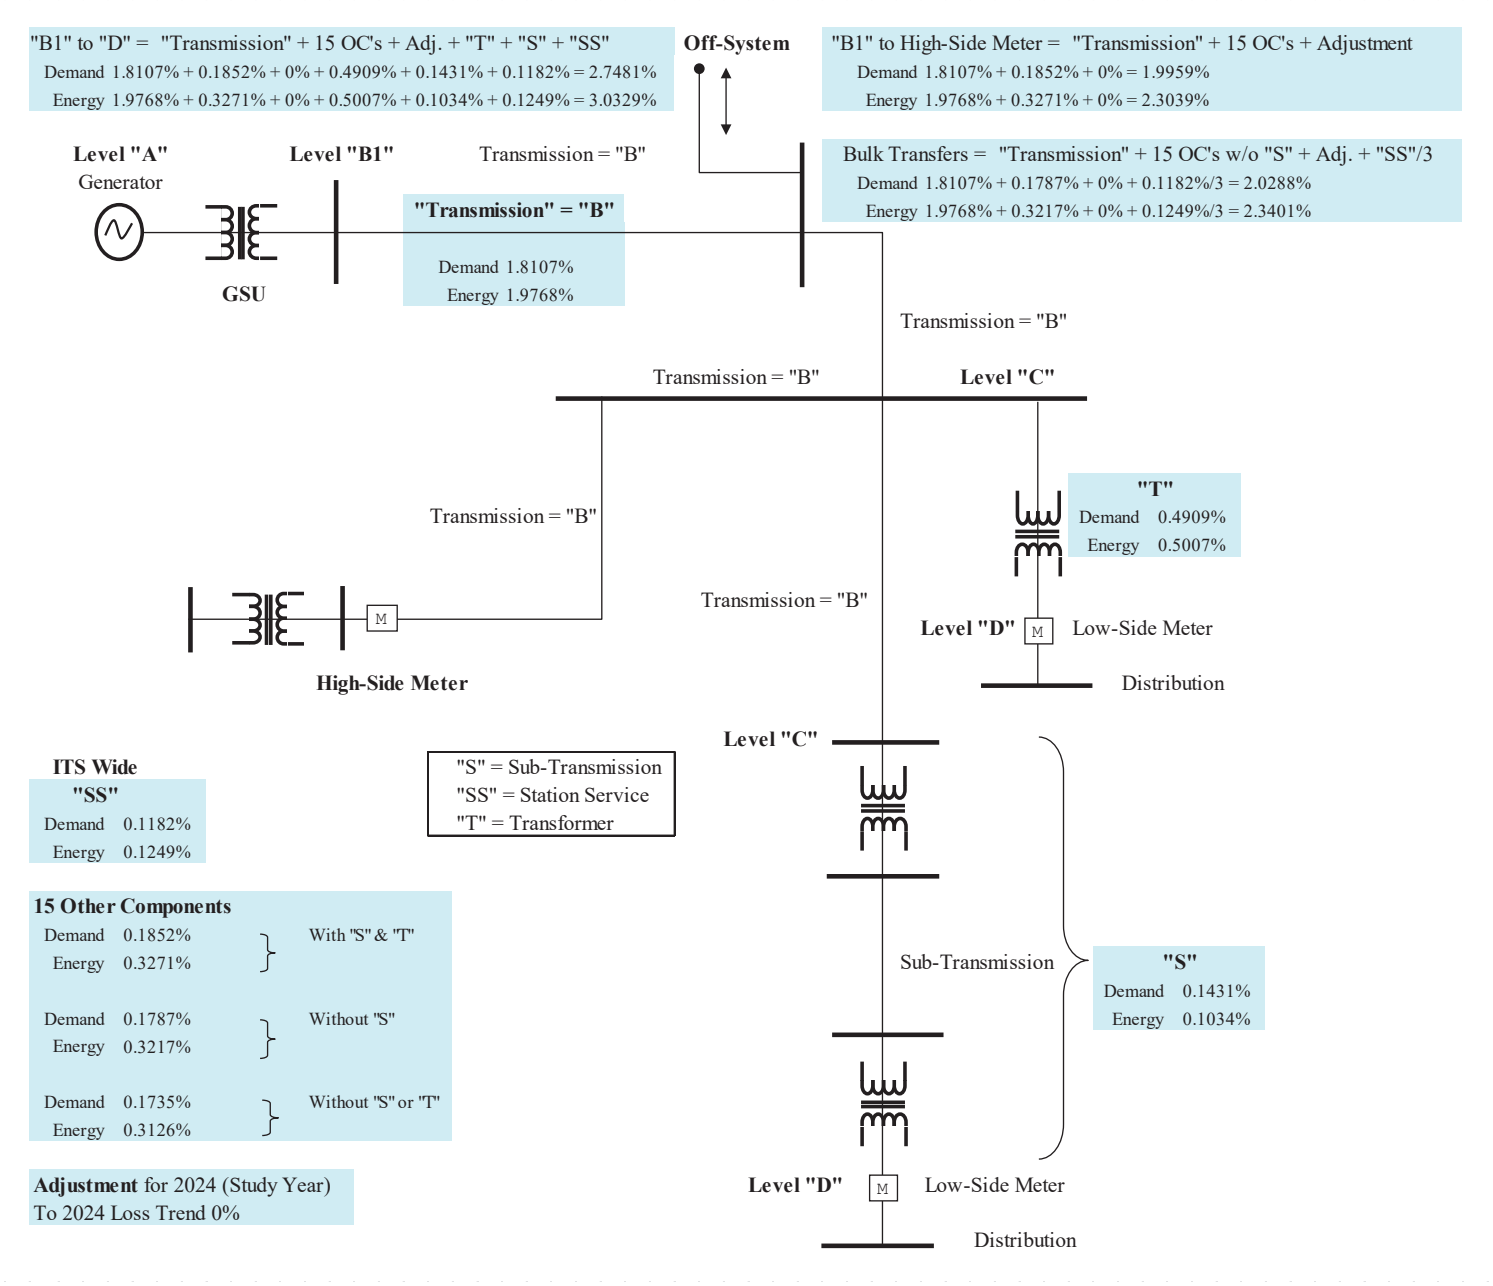 "B1" to "D" = "Transmission" + 15 OC's + Adj. + "T" + "S" + "SS"
Demand 1.8107% + 0.1852% + 0% + 0.4909% + 0.1431% + 0.1182% = 2.7481%
Energy 1.9768% + 0.3271% + 0% + 0.5007% + 0.1034% + 0.1249% = 3.0329%
Off-System
"B1" to High-Side Meter = "Transmission" + 15 OC's + Adjustment
Demand 1.8107% + 0.1852% + 0% = 1.9959%
Energy 1.9768% + 0.3271% + 0% = 2.3039%
Level "A"
Generator
Level "B1"
Transmission = "B"
Bulk Transfers = "Transmission" + 15 OC's w/o "S" + Adj. + "SS"/3
Demand 1.8107% + 0.1787% + 0% + 0.1182%/3 = 2.0288%
Energy 1.9768% + 0.3217% + 0% + 0.1249%/3 = 2.3401%
"Transmission" = "B"
Demand 1.8107%
Energy 1.9768%
GSU
Transmission = "B"
Transmission = "B"
Level "C"
"T"
Demand 0.4909%
Energy 0.5007%
Transmission = "B"
Transmission = "B"
M
High-Side Meter
Level "D"
M
Low-Side Meter
Distribution
Level "C"
ITS Wide
"SS"
Demand 0.1182%
Energy 0.1249%
"S" = Sub-Transmission
"SS" = Station Service
"T" = Transformer
15 Other Components
Demand 0.1852%
Energy 0.3271%
With "S" & "T"
Demand 0.1787%
Energy 0.3217%
Without "S"
Demand 0.1735%
Energy 0.3126%
Without "S" or "T"
Sub-Transmission
"S"
Demand 0.1431%
Energy 0.1034%
Adjustment for 2024 (Study Year)
To 2024 Loss Trend 0%
Level "D"
M
Low-Side Meter
Distribution